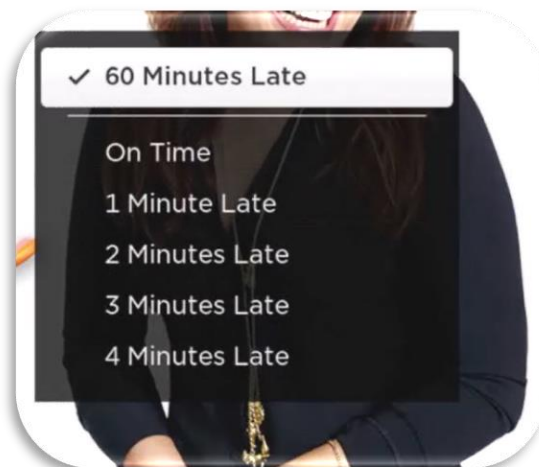 60 Minutes Late
On Time
1 Minute Late
2 Minutes Late
3 Minutes Late
4 Minutes Late